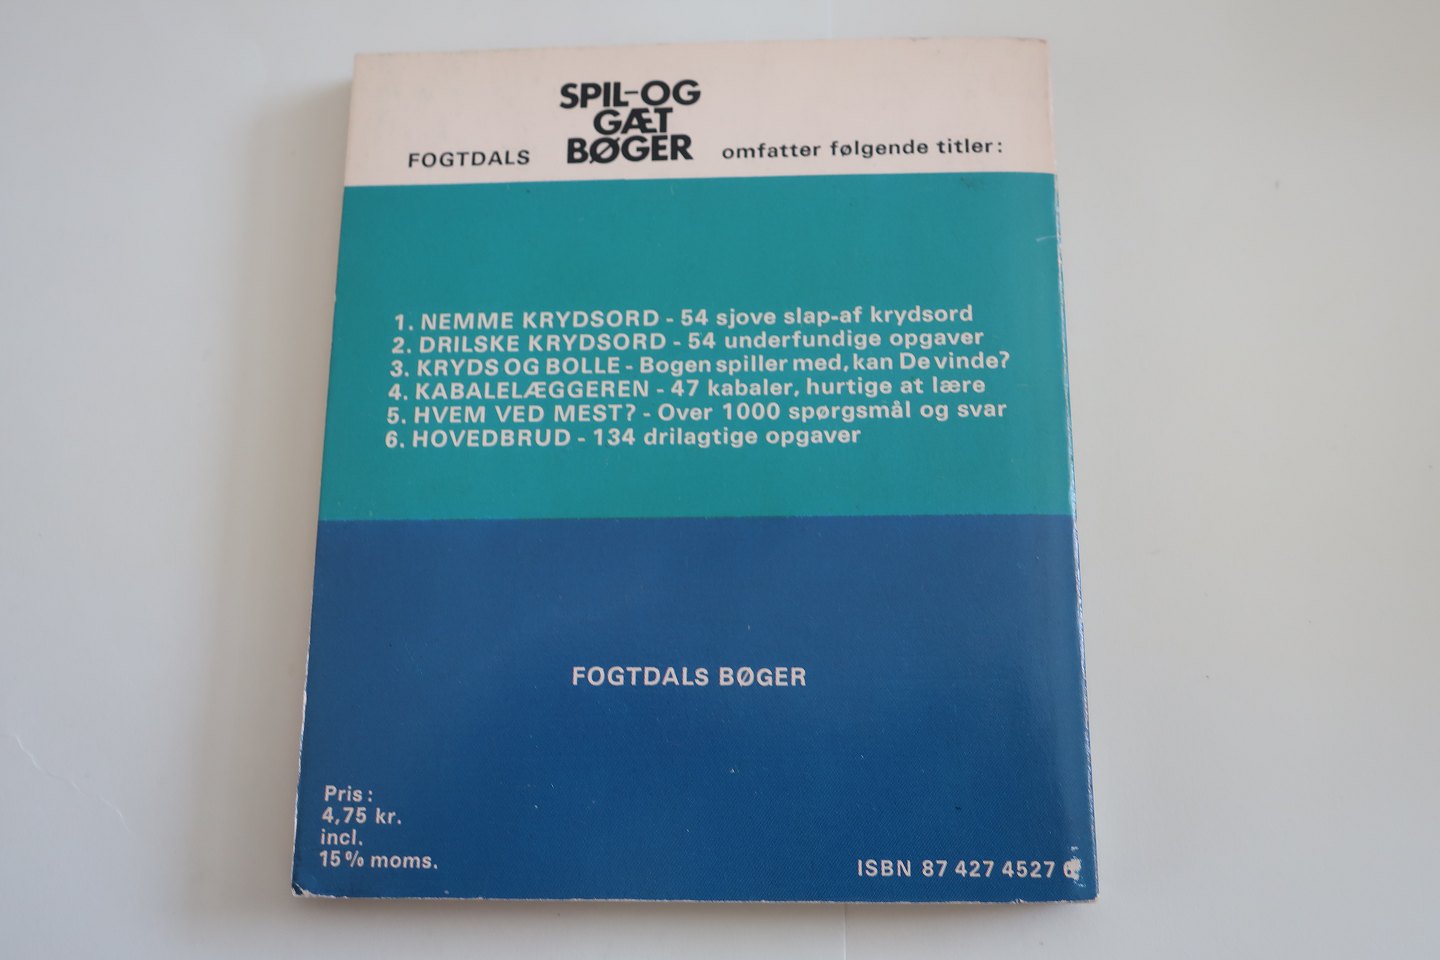 SPIL-OG
GÆT
FOGTDALS BØGER omfatter følgende titler:
1. NEMME KRYDSORD - 54 sjove slap-af krydsord
2. DRILSKE KRYDSORD - 54 underfundige opgaver
3. KRYDS OG BOLLE - Bogen spiller med, kan De vinde?
4. KABALELÆGGEREN - 47 kabaler, hurtige at lære
5. HVEM VED MEST? - Over 1000 spørgsmål og svar
6. HOVEDBRUD - 134 drilagtige opgaver
FOGTDALS BØGER
Pris:
4,75 kr.
incl.
15% moms.
ISBN 87 427 4527